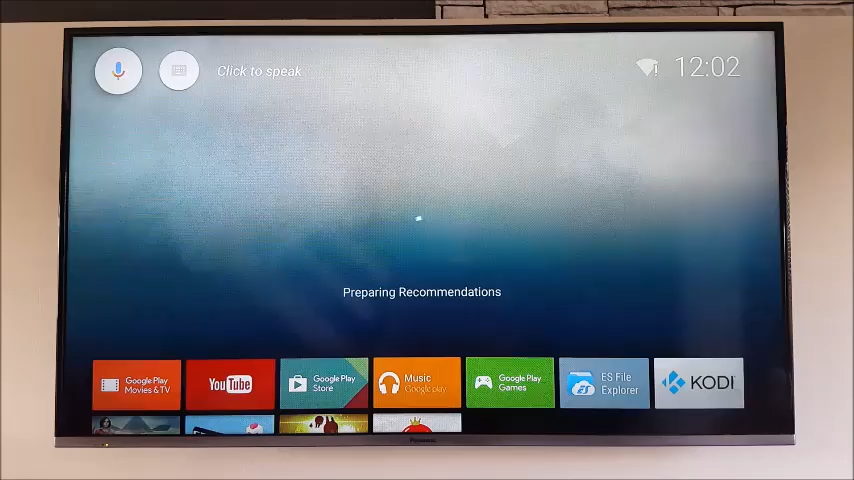 Click to speak
12:02
Preparing Recommendations
Google Play
Movies & TV
YouTube
Google Play
Store
Music
Google play
Google Play
Games
ES File
Explorer
KODI
Panasonic